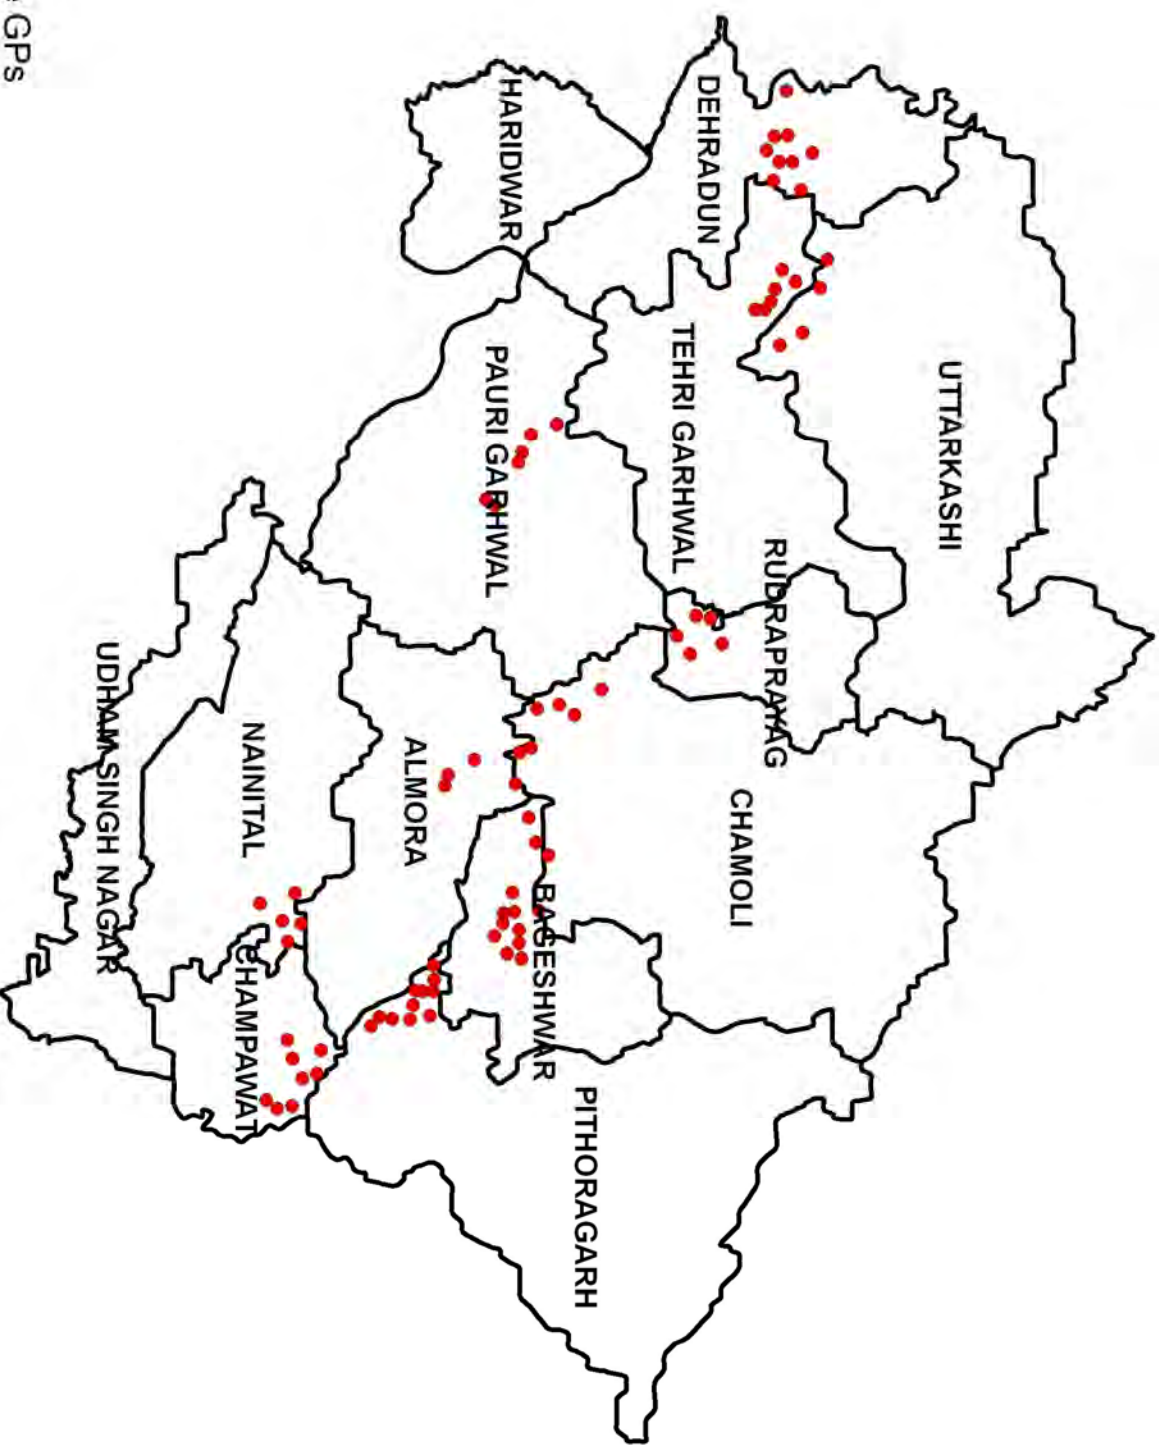 UTTARKASHI
RUDRAPRAYAG
CHAMOLI
DEHRADUN
TEHRI GARHWAL
PITHORAGARH
BAGESHWAR
HARIDWAR
PAURI GARHWAL
ALMORA
NAINITAL
CHAMPAWAT
UDHAM SINGH NAGAR
GPs